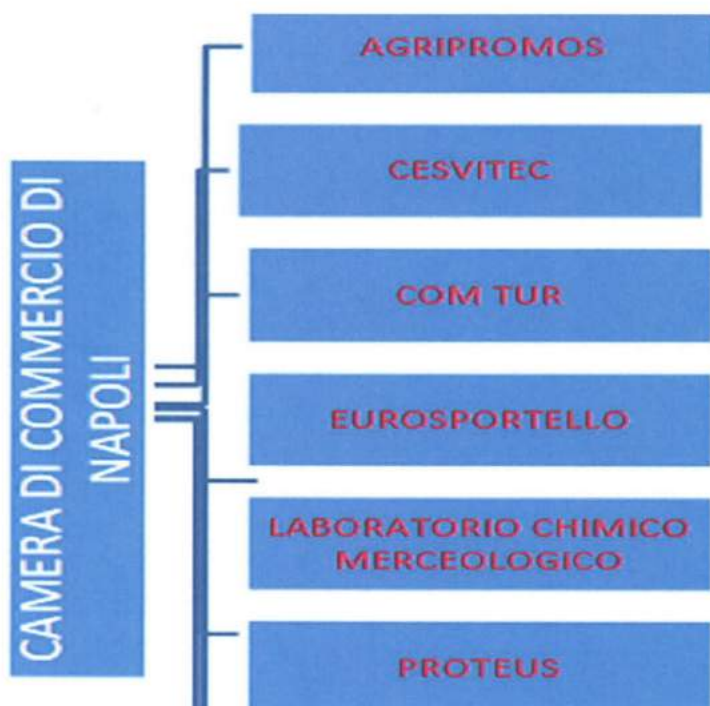 CAMERA DI COMMERCIO DI
NAPOLI
AGRIPROMOS
CESVITEC
COM TUR
EUROSPORTELLO
LABORATORIO CHIMICO
MERCEOLOGICO
PROTEUS